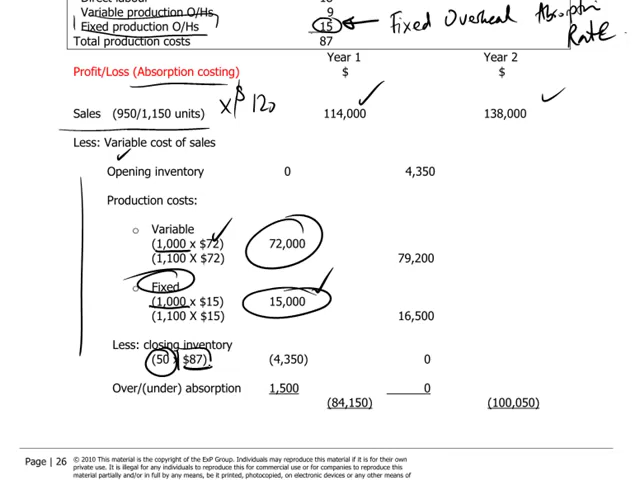 Variable production O/Hs 9
Fixed production O/Hs 15 Fixed Overhead Absorption Rate
Total production costs 87
Year 1 Year 2
Profit/Loss (Absorption costing) $ $
Sales (950/1,150 units) x $ 120 114,000 138,000
Less: Variable cost of sales
Opening inventory 0 4,350
Production costs:
o Variable
(1,000 x $72) 72,000
(1,100 X $72) 79,200
o Fixed
(1,000 x $15) 15,000
(1,100 X $15) 16,500
Less: closing inventory
(50 x $87) (4,350) 0
Over/(under) absorption 1,500 0
(84,150) (100,050)
Page | 26 © 2010 This material is the copyright of the ExP Group. Individuals may reproduce this material if it is for their own
private use. It is illegal for any individuals to reproduce this for commercial use or for companies to reproduce this
material partially and/or in full by any means, be it printed, photocopied, on electronic devices or any other means of